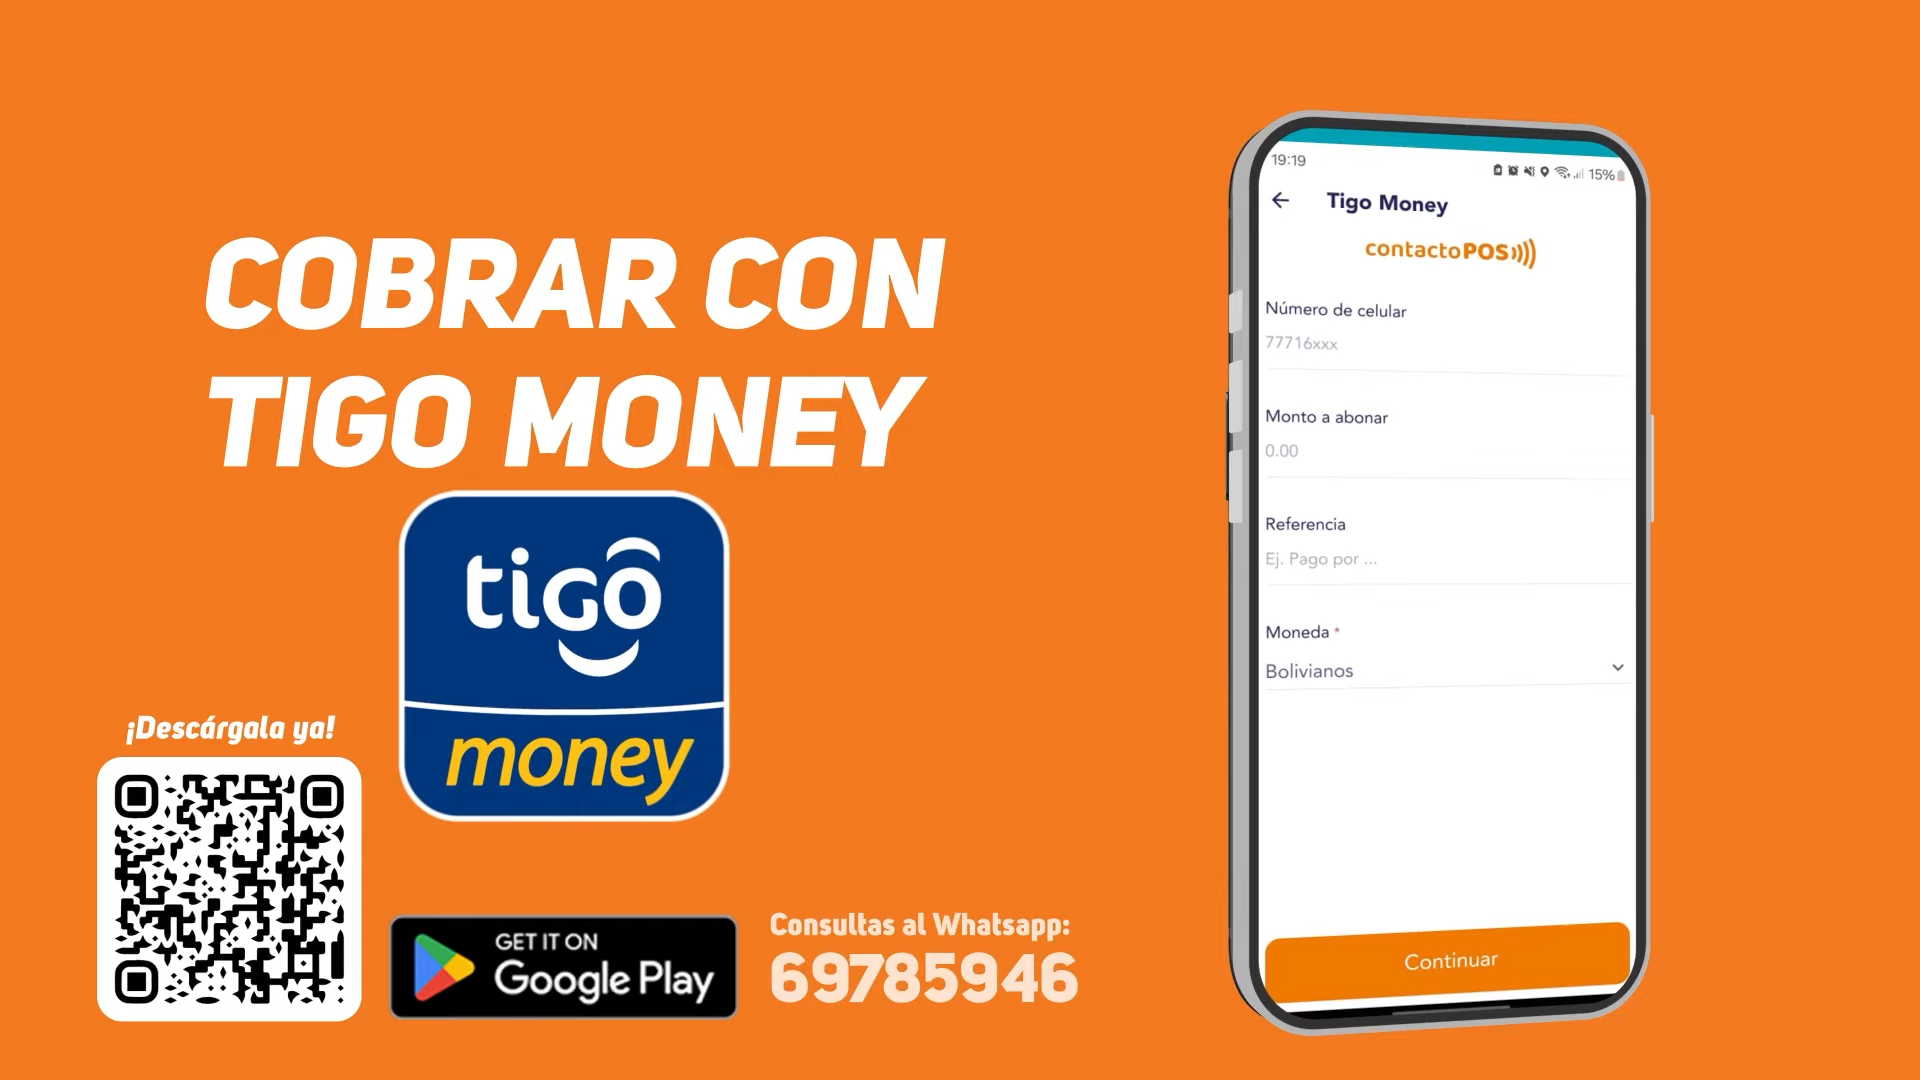 COBRAR CON
TIGO MONEY
tigo
money
¡Descárgala ya!
GET IT ON
Google Play
Consultas al Whatsapp:
69785946
19:19
15%
Tigo Money
contactoPOS
Número de celular
77716xxx
Monto a abonar
0.00
Referencia
Ej. Pago por ...
Moneda *
Bolivianos
Continuar